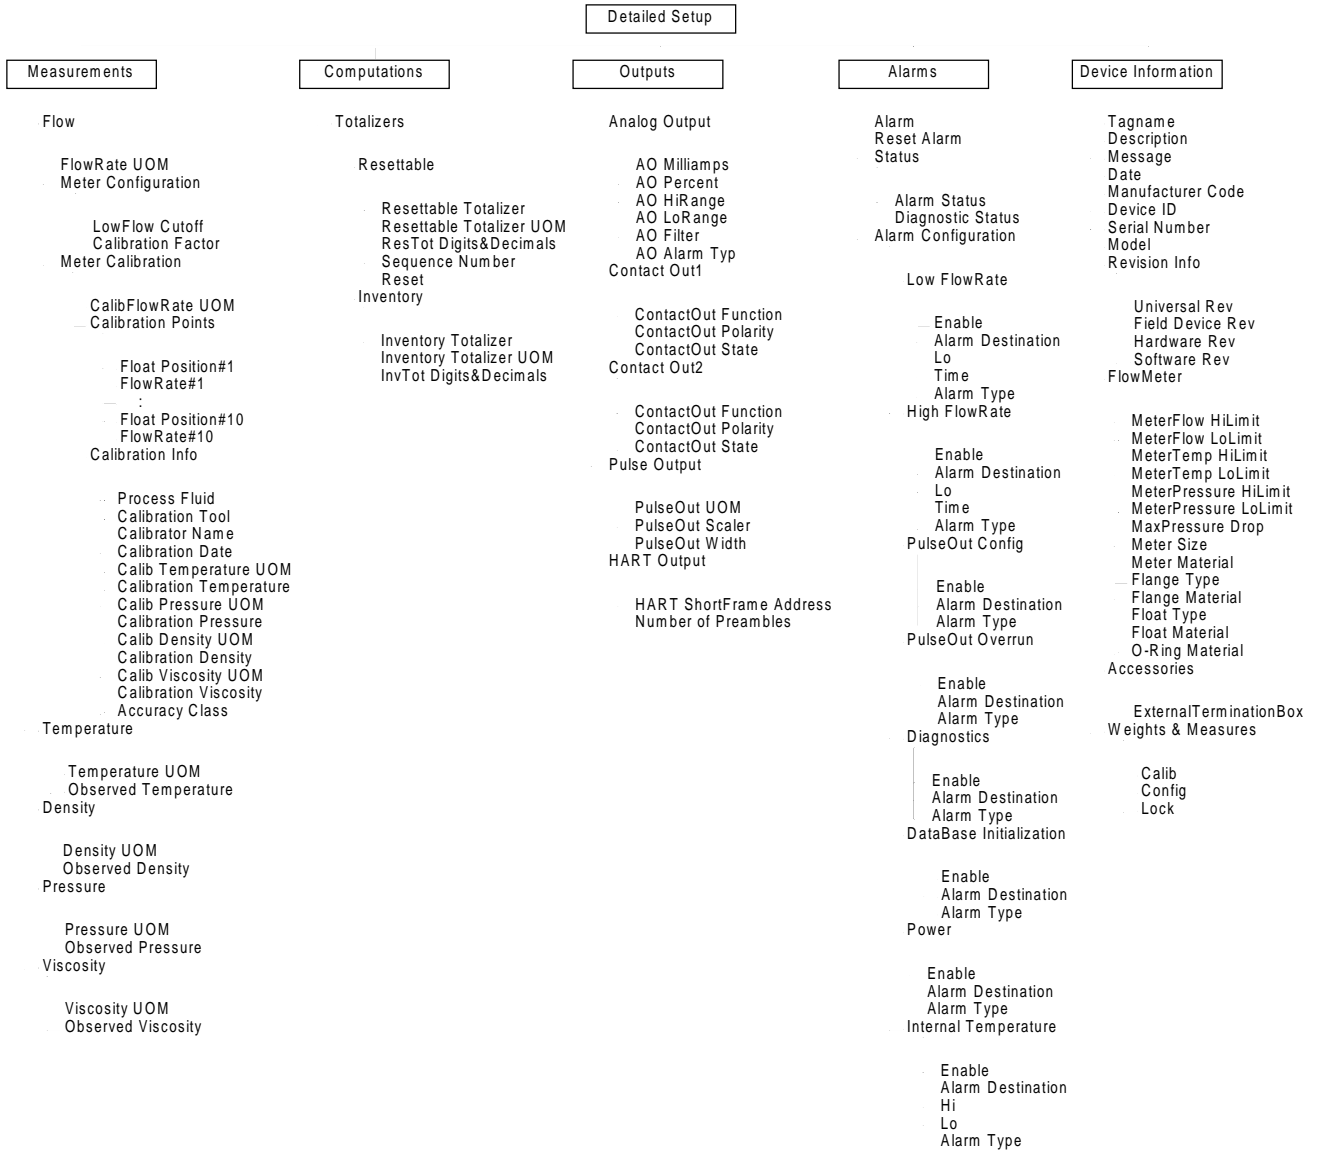 Detailed Setup
Measurements
Flow
FlowRate UOM
Meter Configuration
LowFlow Cutoff
Calibration Factor
Meter Calibration
CalibFlowRate UOM
Calibration Points
Float Position#1
FlowRate#1
:
Float Position#10
FlowRate#10
Calibration Info
Process Fluid
Calibration Tool
Calibrator Name
Calibration Date
Calib Temperature UOM
Calibration Temperature
Calib Pressure UOM
Calibration Pressure
Calib Density UOM
Calibration Density
Calib Viscosity UOM
Calibration Viscosity
Accuracy Class
Temperature
Temperature UOM
Observed Temperature
Density
Density UOM
Observed Density
Pressure
Pressure UOM
Observed Pressure
Viscosity
Viscosity UOM
Observed Viscosity
Computations
Totalizers
Resettable
Resettable Totalizer
Resettable Totalizer UOM
ResTot Digits&Decimals
Sequence Number
Reset
Inventory
Inventory Totalizer
Inventory Totalizer UOM
InvTot Digits&Decimals
Outputs
Analog Output
AO Milliamps
AO Percent
AO HiRange
AO LoRange
AO Filter
AO Alarm Typ
Contact Out1
ContactOut Function
ContactOut Polarity
ContactOut State
Contact Out2
ContactOut Function
ContactOut Polarity
ContactOut State
Pulse Output
PulseOut UOM
PulseOut Scaler
PulseOut Width
HART Output
HART ShortFrame Address
Number of Preambles
Alarms
Alarm
Reset Alarm
Status
Alarm Status
Diagnostic Status
Alarm Configuration
Low FlowRate
Enable
Alarm Destination
Lo
Time
Alarm Type
High FlowRate
Enable
Alarm Destination
Lo
Time
Alarm Type
PulseOut Config
Enable
Alarm Destination
Alarm Type
PulseOut Overrun
Enable
Alarm Destination
Alarm Type
Diagnostics
Enable
Alarm Destination
Alarm Type
DataBase Initialization
Enable
Alarm Destination
Alarm Type
Power
Enable
Alarm Destination
Alarm Type
Internal Temperature
Enable
Alarm Destination
Hi
Lo
Alarm Type
Device Information
Tagname
Description
Message
Date
Manufacturer Code
Device ID
Serial Number
Model
Revision Info
Universal Rev
Field Device Rev
Hardware Rev
Software Rev
FlowMeter
MeterFlow HiLimit
MeterFlow LoLimit
MeterTemp HiLimit
MeterTemp LoLimit
MeterPressure HiLimit
MeterPressure LoLimit
MaxPressure Drop
Meter Size
Meter Material
Flange Type
Flange Material
Float Type
Float Material
O-Ring Material
Accessories
ExternalTerminationBox
Weights & Measures
Calib
Config
Lock